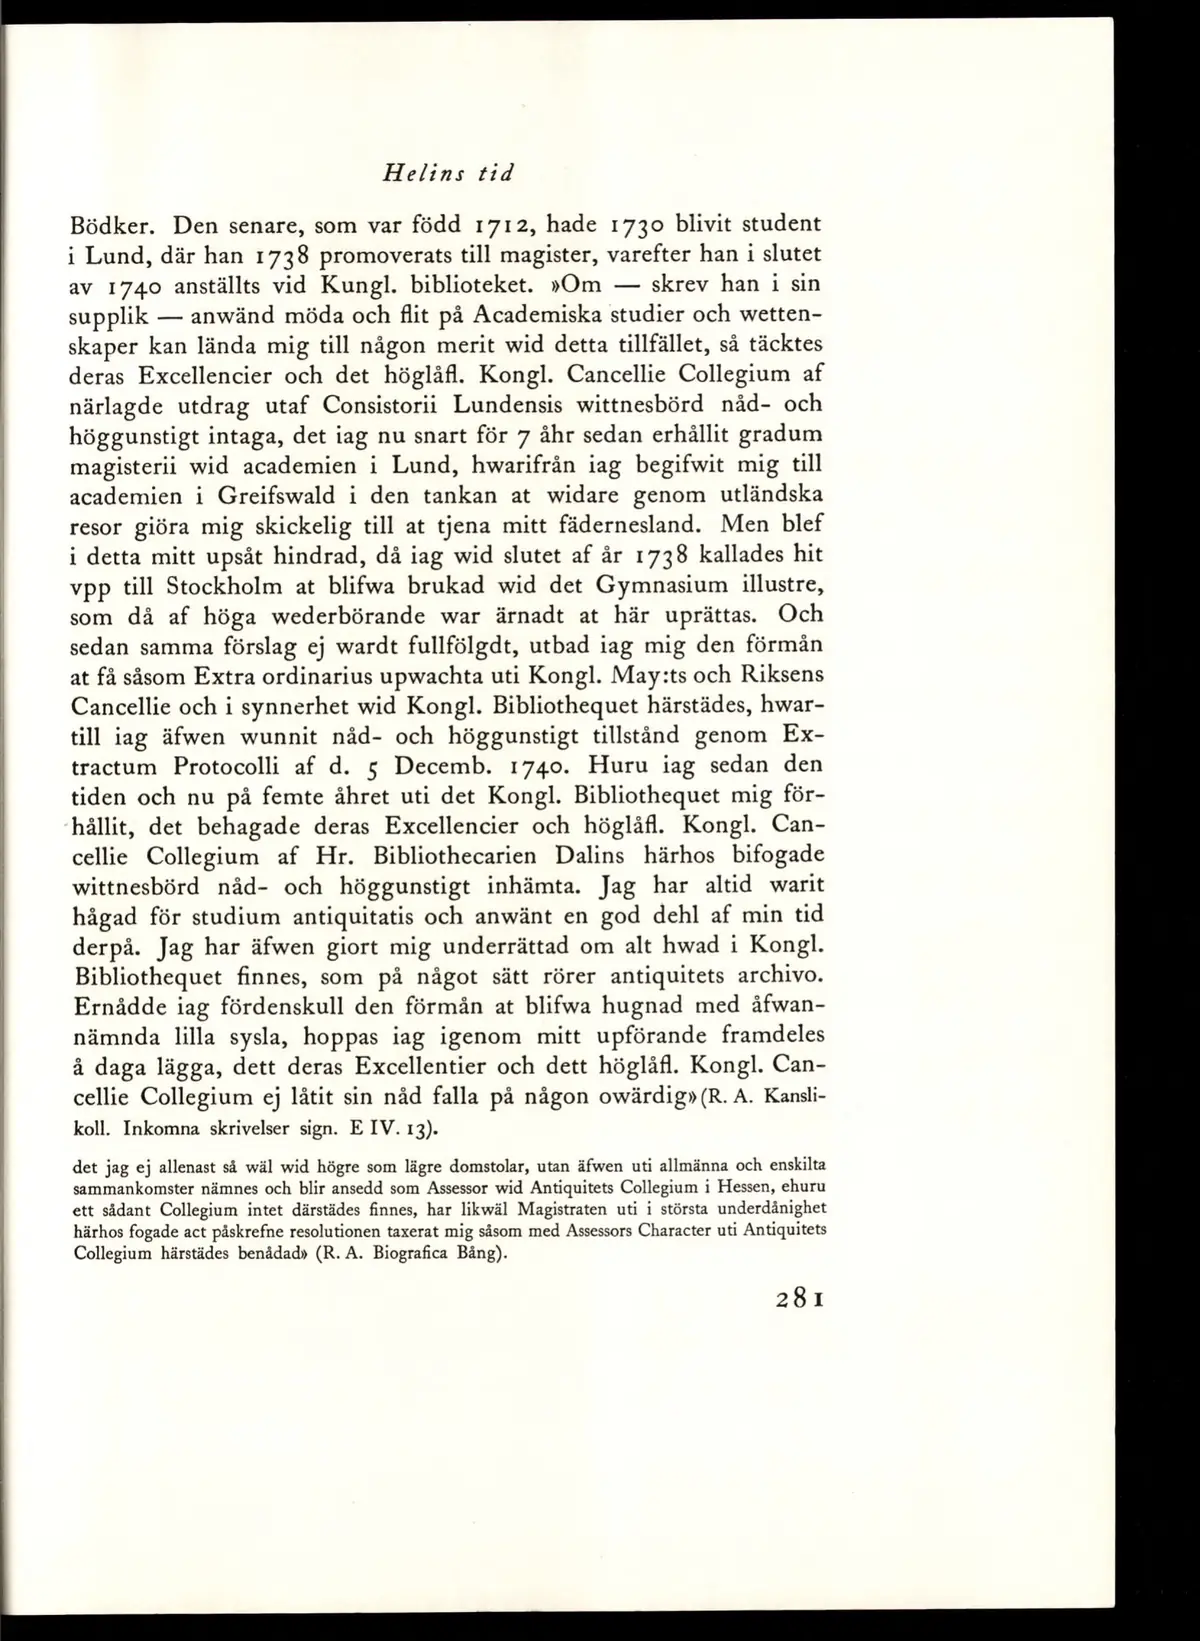 Helins tid
Bödker. Den senare, som var född 1712, hade 1730 blivit student
i Lund, där han 1738 promoverats till magister, varefter han i slutet
av 1740 anställts vid Kungl. biblioteket. »Om — skrev han i sin
supplik — anwänd möda och flit på Academiska studier och wetten-
skaper kan lända mig till någon merit wid detta tillfället, så täcktes
deras Excellencier och det höglåfl. Kongl. Cancellie Collegium af
närlagde utdrag utaf Consistorii Lundensis wittnesbörd nåd- och
höggunstigt intaga, det iag nu snart för 7 åhr sedan erhållit gradum
magisterii wid academien i Lund, hwarifrån iag begifwit mig till
academien i Greifswald i den tankan at widare genom utländska
resor giöra mig skickelig till at tjena mitt fädernesland. Men blef
i detta mitt upsåt hindrad, då iag wid slutet af år 1738 kallades hit
vpp till Stockholm at blifwa brukad wid det Gymnasium illustre,
som då af höga wederbörande war ärnadt at här uprättas. Och
sedan samma förslag ej wardt fullfölgdt, utbad iag mig den förmån
at få såsom Extra ordinarius upwachta uti Kongl. May:ts och Riksens
Cancellie och i synnerhet wid Kongl. Bibliothequet härstädes, hwar-
till iag äfwen wunnit nåd- och höggunstigt tillstånd genom Ex-
tractum Protocolli af d. 5 Decemb. 1740. Huru iag sedan den
tiden och nu på femte åhret uti det Kongl. Bibliothequet mig för-
hållit, det behagade deras Excellencier och höglåfl. Kongl. Can-
cellie Collegium af Hr. Bibliothecarien Dalins härhos bifogade
wittnesbörd nåd- och höggunstigt inhämta. Jag har altid warit
hågad för studium antiquitatis och anwänt en god dehl af min tid
derpå. Jag har äfwen giort mig underrättad om alt hwad i Kongl.
Bibliothequet finnes, som på något sätt rörer antiquitets archivo.
Ernådde iag fördenskull den förmån at blifwa hugnad med åfwan-
nämnda lilla sysla, hoppas iag igenom mitt upförande framdeles
å daga lägga, dett deras Excellentier och dett höglåfl. Kongl. Can-
cellie Collegium ej låtit sin nåd falla på någon owärdig» (R. A. Kansli-
koll. Inkomna skrivelser sign. E IV. 13).
det jag ej allenast så wäl wid högre som lägre domstolar, utan äfwen uti allmänna och enskilta
sammankomster nämnes och blir ansedd som Assessor wid Antiquitets Collegium i Hessen, ehuru
ett sådant Collegium intet därstädes finnes, har likwäl Magistraten uti i största underdånighet
härhos fogade act påskrefne resolutionen taxerat mig såsom med Assessors Character uti Antiquitets
Collegium härstädes benådad» (R. A. Biografica Bång).
281